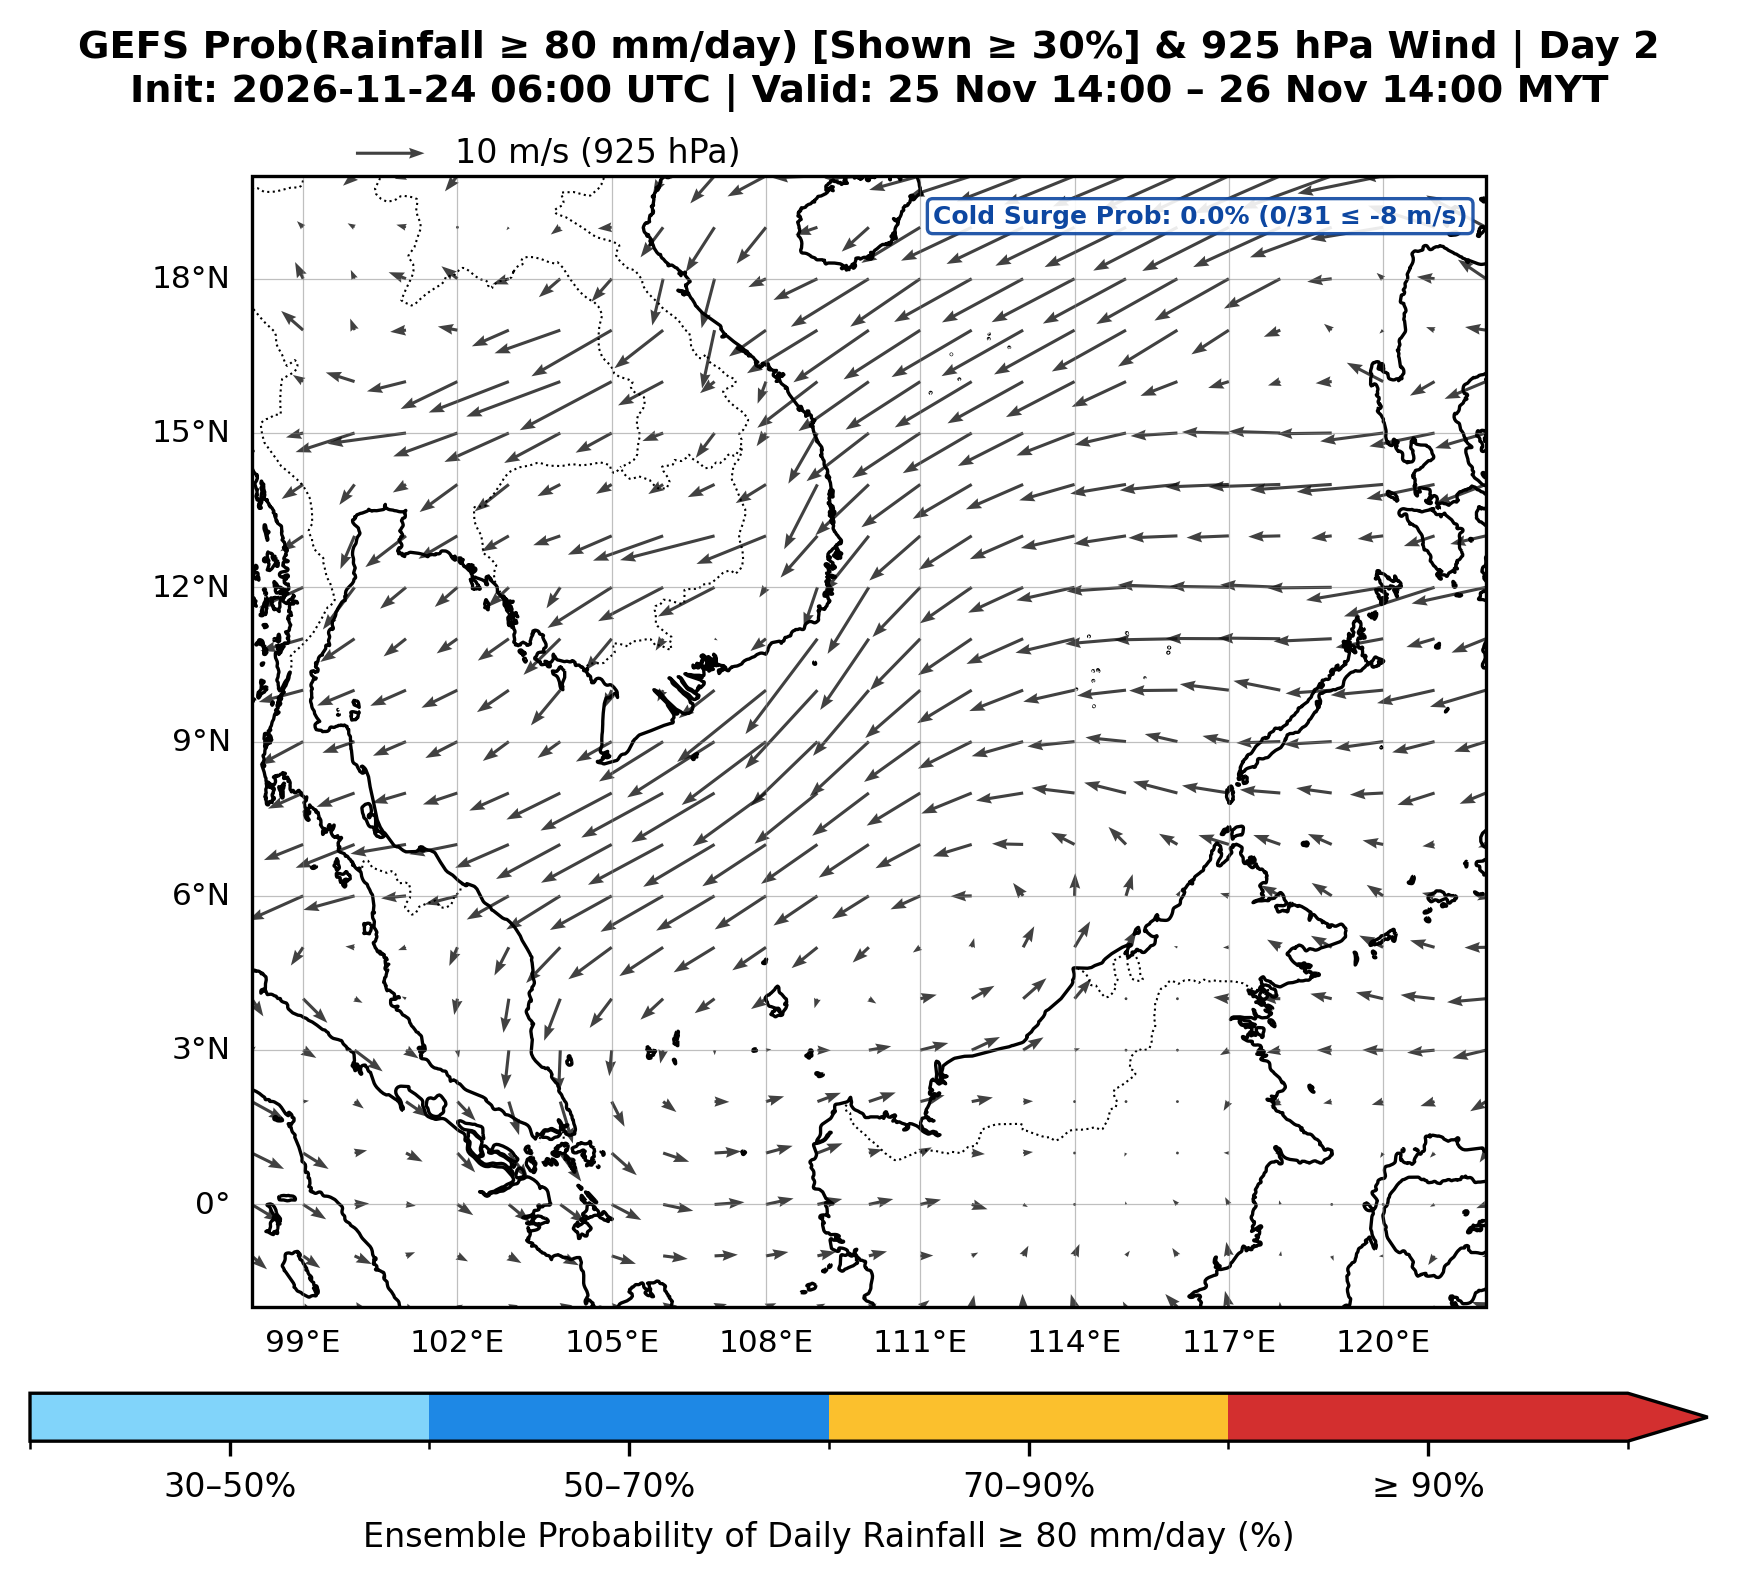 GEFS Prob(Rainfall ≥ 80 mm/day) [Shown ≥ 30%] & 925 hPa Wind | Day 2
Init: 2026-11-24 06:00 UTC | Valid: 25 Nov 14:00 – 26 Nov 14:00 MYT
10 m/s (925 hPa)
Cold Surge Prob: 0.0% (0/31 ≤ -8 m/s)
18°N
15°N
12°N
9°N
6°N
3°N
0°
99°E 102°E 105°E 108°E 111°E 114°E 117°E 120°E
30–50% 50–70% 70–90% ≥ 90%
Ensemble Probability of Daily Rainfall ≥ 80 mm/day (%)